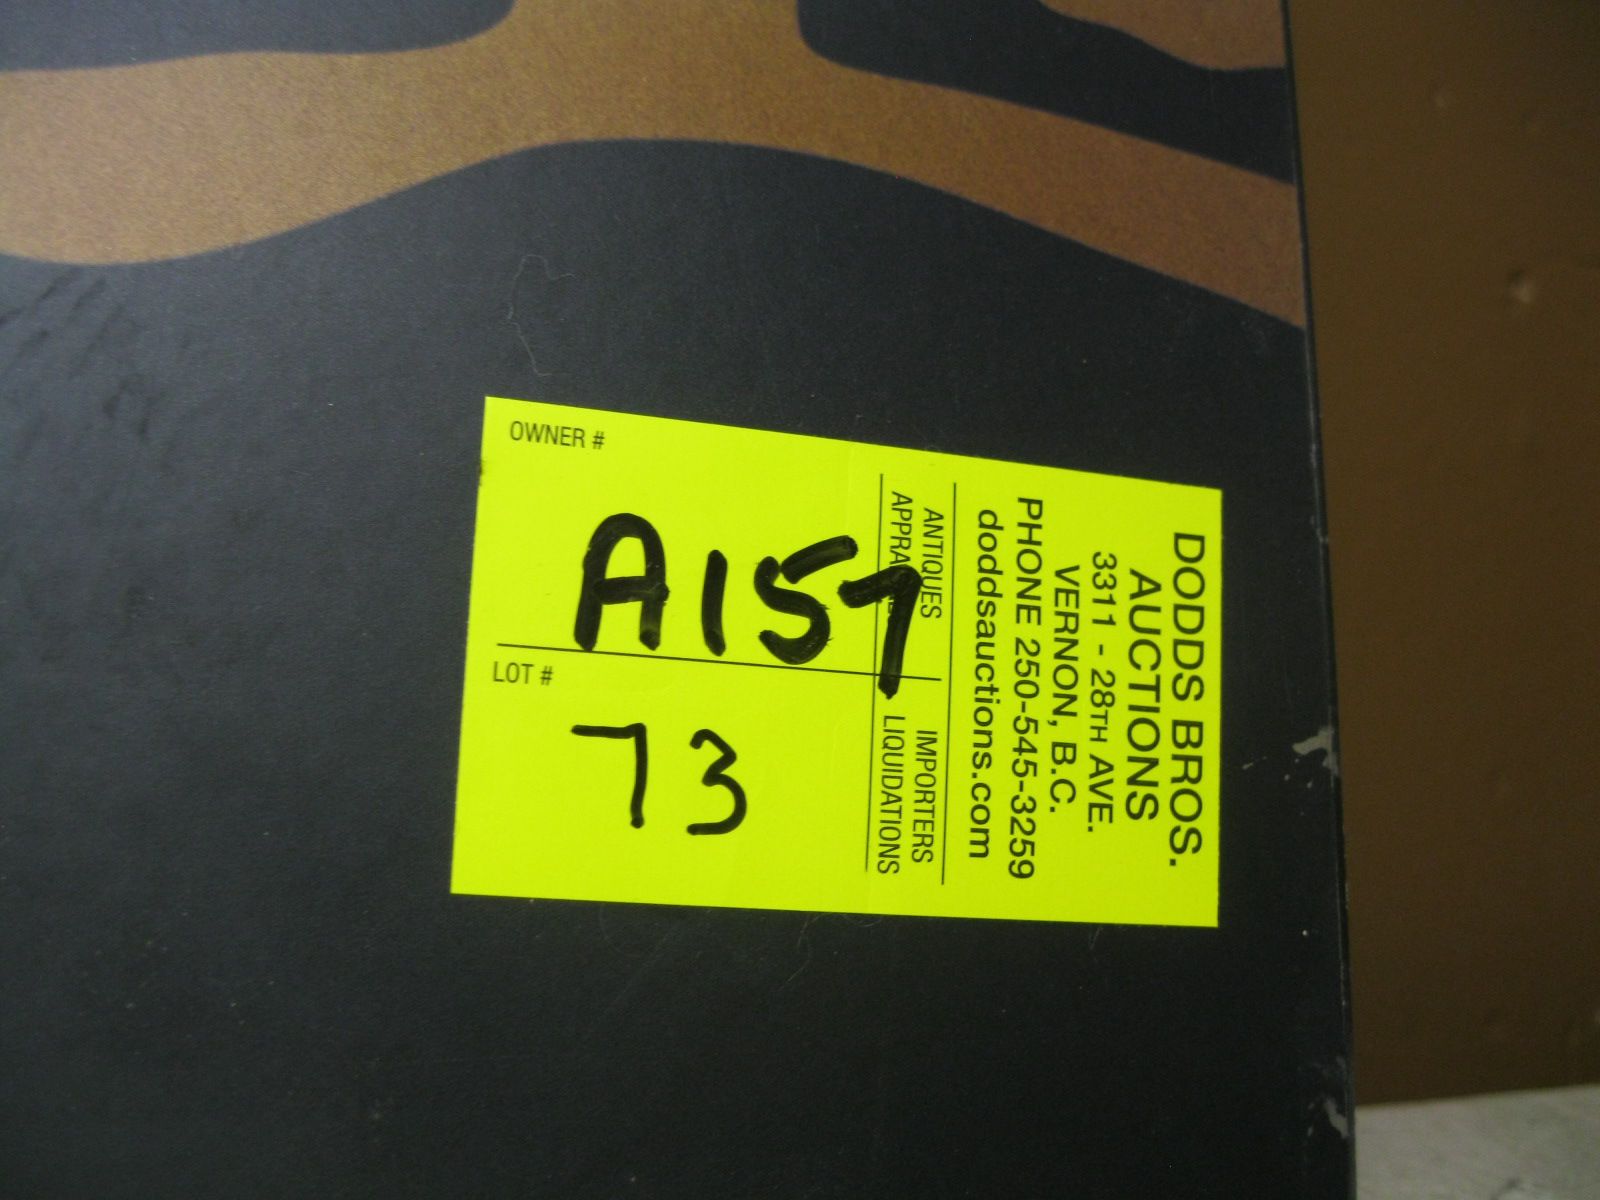 OWNER #
A157
LOT #
73
DODDS BROS.
AUCTIONS
3311 - 28TH AVE.
VERNON, B.C.
PHONE 250-545-3259
doddsauctions.com
ANTIQUES IMPORTERS
LIQUIDATIONS